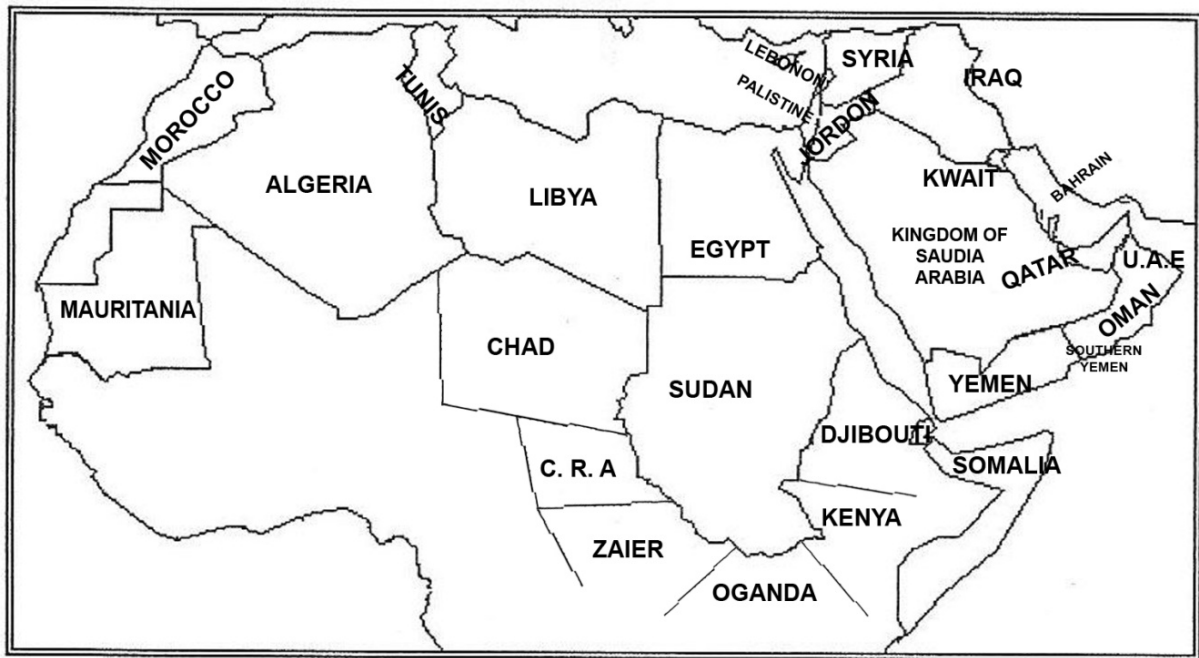 LEBONON
SYRIA
IRAQ
PALISTINE
TUNIS
MOROCCO
JORDON
ALGERIA
LIBYA
KWAIT
BAHRAIN
EGYPT
KINGDOM OF
SAUDIA
ARABIA
QATAR
U.A.E
MAURITANIA
OMAN
CHAD
SOUTHERN
YEMEN
SUDAN
YEMEN
DJIBOUTI
C. R. A
SOMALIA
KENYA
ZAIER
OGANDA